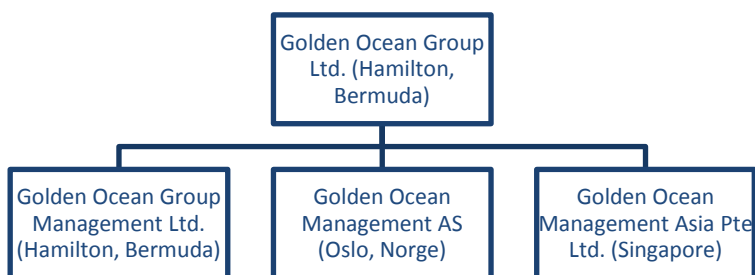 Golden Ocean Group
Ltd. (Hamilton,
Bermuda)
Golden Ocean Group
Management Ltd.
(Hamilton, Bermuda)
Golden Ocean
Management AS
(Oslo, Norge)
Golden Ocean
Management Asia Pte
Ltd. (Singapore)